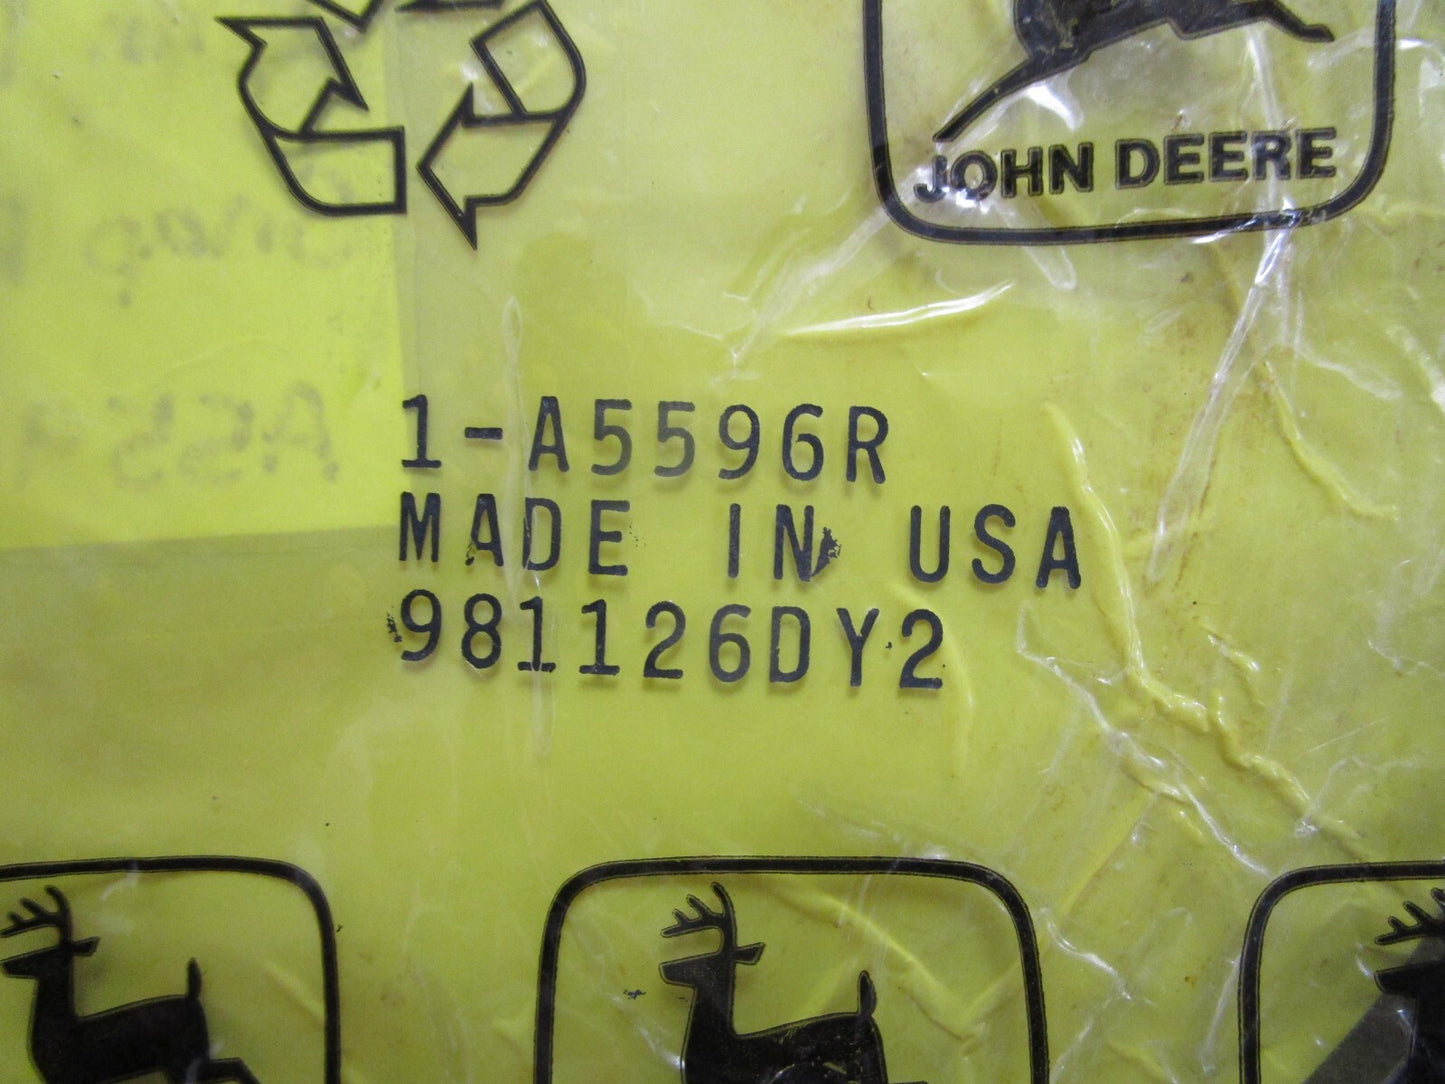 JOHN DEERE
1-A5596R
MADE IN USA
981126DY2